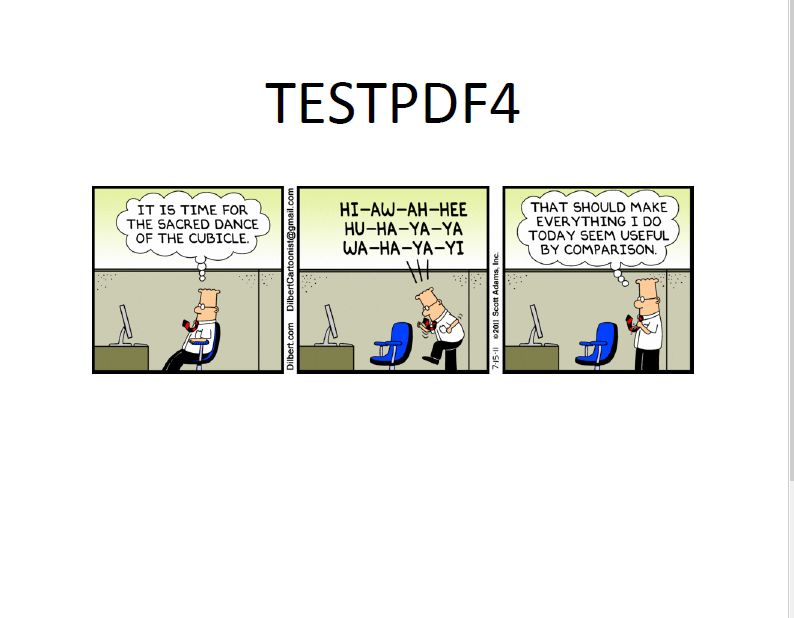 TESTPDF4
IT IS TIME FOR
THE SACRED DANCE
OF THE CUBICLE.
Dilbert.com DilbertCartoonist@gmail.com
HI-AW-AH-HEE
HU-HA-YA-YA
WA-HA-YA-YI
7-15-11 ©2011 Scott Adams, Inc.
THAT SHOULD MAKE
EVERYTHING I DO
TODAY SEEM USEFUL
BY COMPARISON.